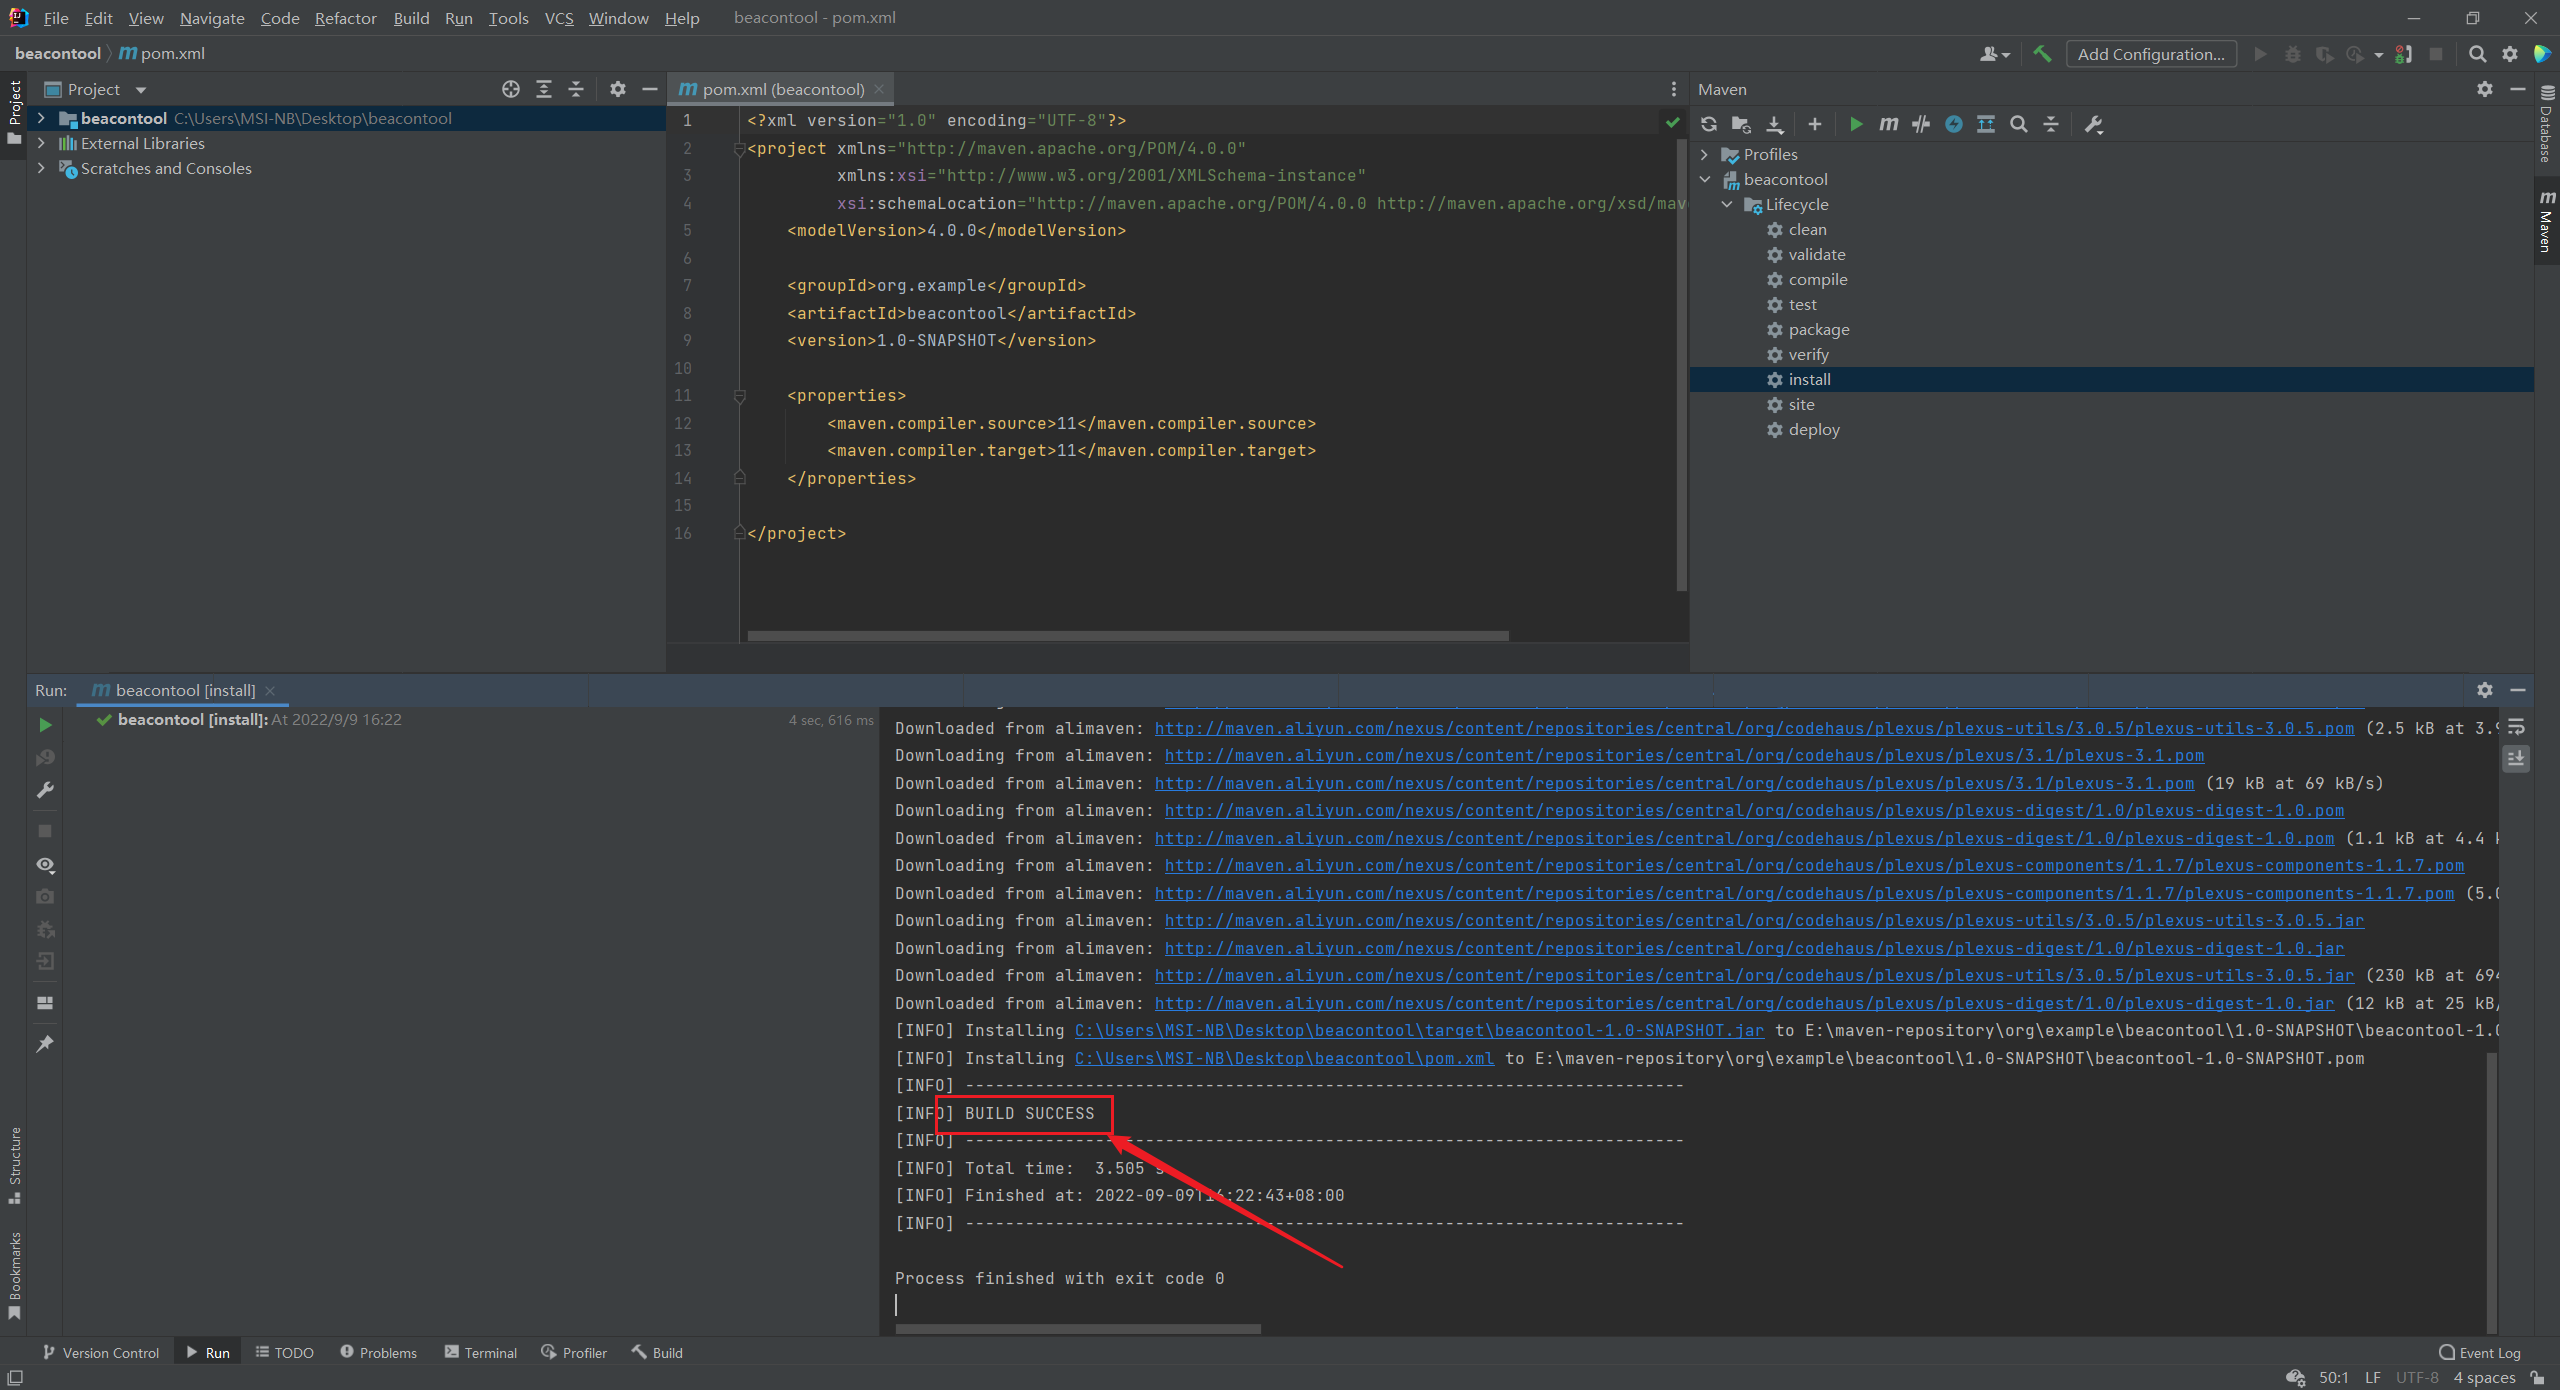 File Edit View Navigate Code Refactor Build Run Tools VCS Window Help beacontool - pom.xml
beacontool pom.xml
Add Configuration...
Project
pom.xml (beacontool)
Maven
Project
beacontool C:\Users\MSI-NB\Desktop\beacontool
External Libraries
Scratches and Consoles
1 <?xml version="1.0" encoding="UTF-8"?>
2 <project xmlns="http://maven.apache.org/POM/4.0.0"
3 xmlns:xsi="http://www.w3.org/2001/XMLSchema-instance"
4 xsi:schemaLocation="http://maven.apache.org/POM/4.0.0 http://maven.apache.org/xsd/mav
5 <modelVersion>4.0.0</modelVersion>
6
7 <groupId>org.example</groupId>
8 <artifactId>beacontool</artifactId>
9 <version>1.0-SNAPSHOT</version>
10
11 <properties>
12 <maven.compiler.source>11</maven.compiler.source>
13 <maven.compiler.target>11</maven.compiler.target>
14 </properties>
15
16 </project>
Profiles
beacontool
Lifecycle
clean
validate
compile
test
package
verify
install
site
deploy
Database
Maven
Run: beacontool [install]
beacontool [install]: At 2022/9/9 16:22 4 sec, 616 ms
Downloaded from alimaven: http://maven.aliyun.com/nexus/content/repositories/central/org/codehaus/plexus/plexus-utils/3.0.5/plexus-utils-3.0.5.pom (2.5 kB at 3.9
Downloading from alimaven: http://maven.aliyun.com/nexus/content/repositories/central/org/codehaus/plexus/plexus/3.1/plexus-3.1.pom
Downloaded from alimaven: http://maven.aliyun.com/nexus/content/repositories/central/org/codehaus/plexus/plexus/3.1/plexus-3.1.pom (19 kB at 69 kB/s)
Downloading from alimaven: http://maven.aliyun.com/nexus/content/repositories/central/org/codehaus/plexus/plexus-digest/1.0/plexus-digest-1.0.pom
Downloaded from alimaven: http://maven.aliyun.com/nexus/content/repositories/central/org/codehaus/plexus/plexus-digest/1.0/plexus-digest-1.0.pom (1.1 kB at 4.4 k
Downloading from alimaven: http://maven.aliyun.com/nexus/content/repositories/central/org/codehaus/plexus/plexus-components/1.1.7/plexus-components-1.1.7.pom
Downloaded from alimaven: http://maven.aliyun.com/nexus/content/repositories/central/org/codehaus/plexus/plexus-components/1.1.7/plexus-components-1.1.7.pom (5.0
Downloading from alimaven: http://maven.aliyun.com/nexus/content/repositories/central/org/codehaus/plexus/plexus-utils/3.0.5/plexus-utils-3.0.5.jar
Downloading from alimaven: http://maven.aliyun.com/nexus/content/repositories/central/org/codehaus/plexus/plexus-digest/1.0/plexus-digest-1.0.jar
Downloaded from alimaven: http://maven.aliyun.com/nexus/content/repositories/central/org/codehaus/plexus/plexus-utils/3.0.5/plexus-utils-3.0.5.jar (230 kB at 694
Downloaded from alimaven: http://maven.aliyun.com/nexus/content/repositories/central/org/codehaus/plexus/plexus-digest/1.0/plexus-digest-1.0.jar (12 kB at 25 kB/
[INFO] Installing C:\Users\MSI-NB\Desktop\beacontool\target\beacontool-1.0-SNAPSHOT.jar to E:\maven-repository\org\example\beacontool\1.0-SNAPSHOT\beacontool-1.0
[INFO] Installing C:\Users\MSI-NB\Desktop\beacontool\pom.xml to E:\maven-repository\org\example\beacontool\1.0-SNAPSHOT\beacontool-1.0-SNAPSHOT.pom
[INFO] ------------------------------------------------------------------------
[INFO] BUILD SUCCESS
[INFO] ------------------------------------------------------------------------
[INFO] Total time: 3.505 s
[INFO] Finished at: 2022-09-09T16:22:43+08:00
[INFO] ------------------------------------------------------------------------
Process finished with exit code 0
Structure
Bookmarks
Version Control Run TODO Problems Terminal Profiler Build Event Log
50:1 LF UTF-8 4 spaces